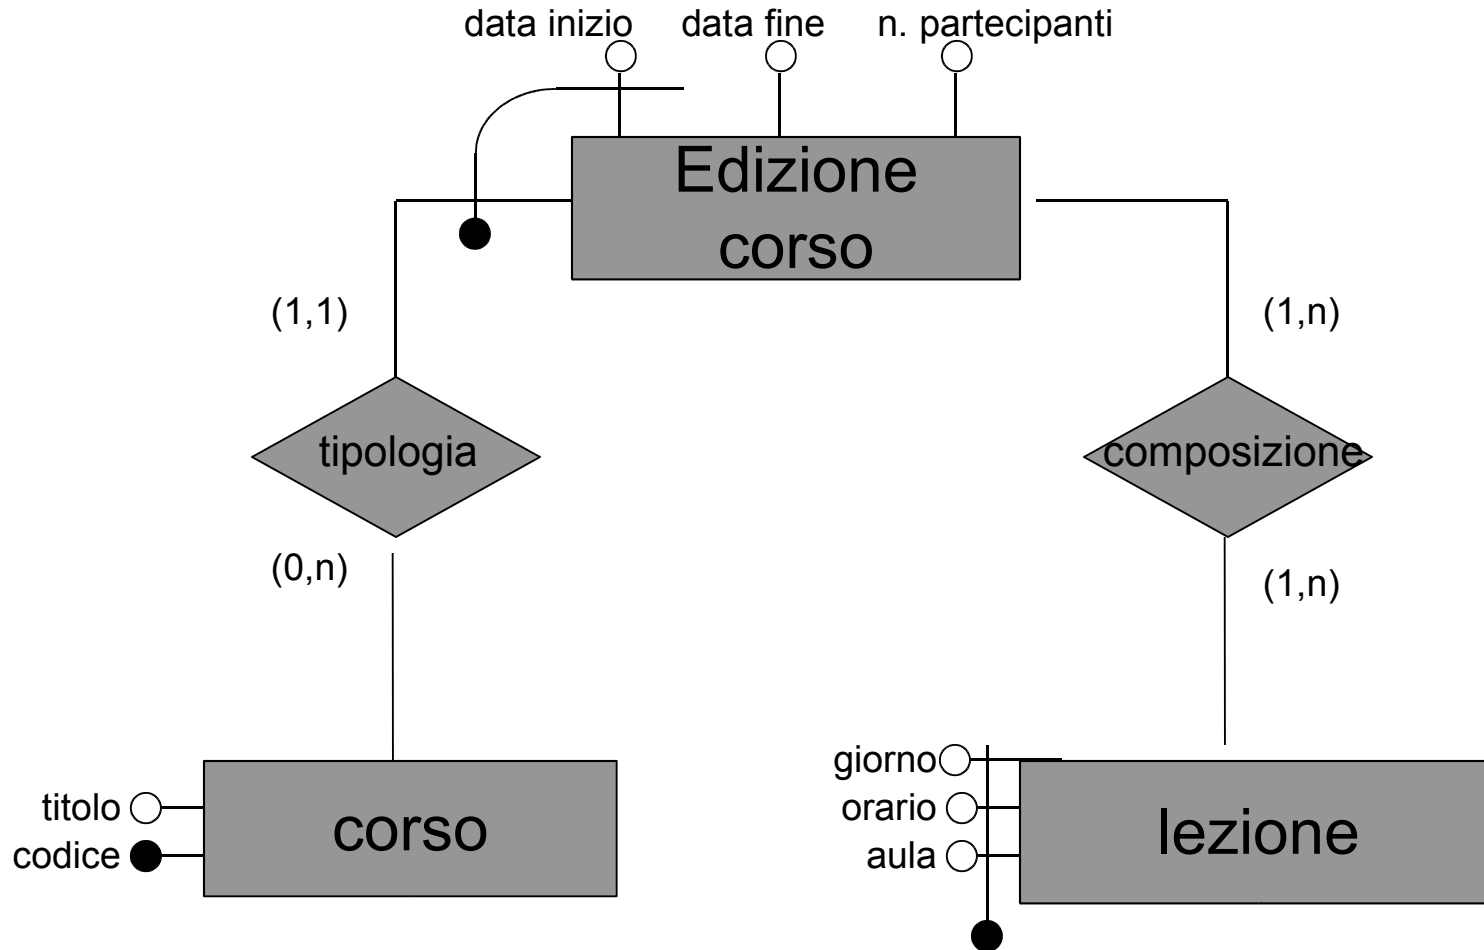 data inizio data fine n. partecipanti
Edizione
corso
(1,1)
(1,n)
tipologia
composizione
(0,n)
(1,n)
giorno
titolo
orario
corso
lezione
codice
aula